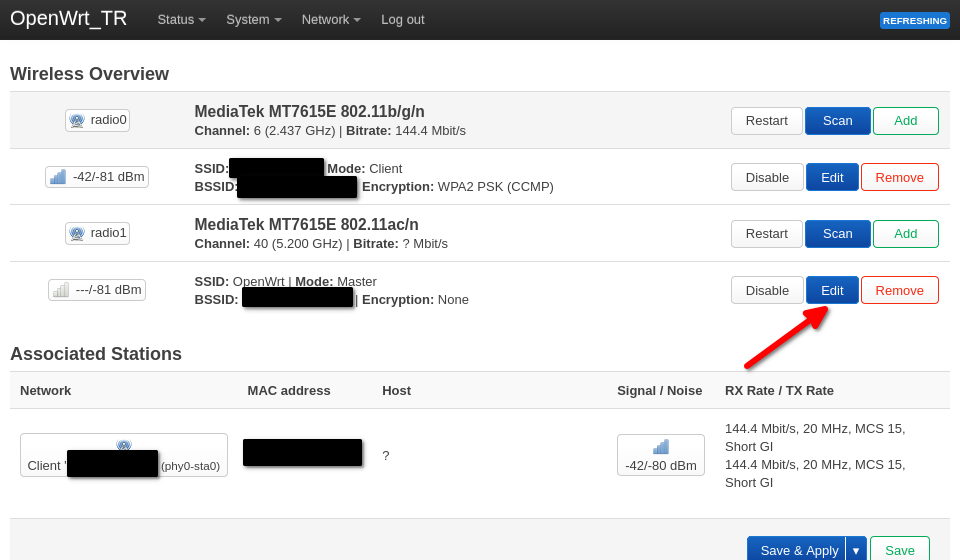 OpenWrt_TR Status System Network Log out REFRESHING
Wireless Overview
radio0
MediaTek MT7615E 802.11b/g/n
Channel: 6 (2.437 GHz) | Bitrate: 144.4 Mbit/s
Restart Scan Add
-42/-81 dBm
SSID: Mode: Client
BSSID: Encryption: WPA2 PSK (CCMP)
Disable Edit Remove
radio1
MediaTek MT7615E 802.11ac/n
Channel: 40 (5.200 GHz) | Bitrate: ? Mbit/s
Restart Scan Add
---/-81 dBm
SSID: OpenWrt | Mode: Master
BSSID: | Encryption: None
Disable Edit Remove
Associated Stations
Network MAC address Host Signal / Noise RX Rate / TX Rate
Client ' (phy0-sta0)
?
-42/-80 dBm
144.4 Mbit/s, 20 MHz, MCS 15,
Short GI
144.4 Mbit/s, 20 MHz, MCS 15,
Short GI
Save & Apply ▾ Save